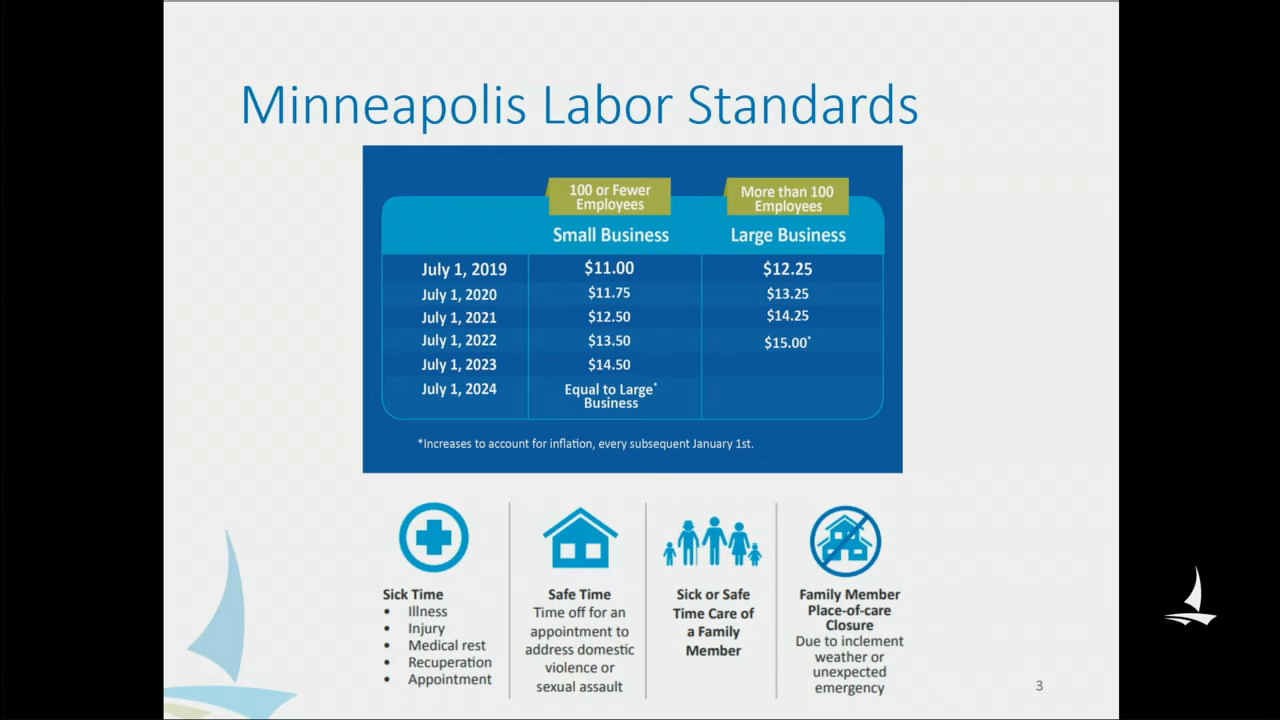 Minneapolis Labor Standards
100 or Fewer
Employees
More than 100
Employees
Small Business
Large Business
July 1, 2019 $11.00 $12.25
July 1, 2020 $11.75 $13.25
July 1, 2021 $12.50 $14.25
July 1, 2022 $13.50 $15.00*
July 1, 2023 $14.50
July 1, 2024 Equal to Large*
Business
*Increases to account for inflation, every subsequent January 1st.
Sick Time
• Illness
• Injury
• Medical rest
• Recuperation
• Appointment
Safe Time
Time off for an
appointment to
address domestic
violence or
sexual assault
Sick or Safe
Time Care of
a Family
Member
Family Member
Place-of-care
Closure
Due to inclement
weather or
unexpected
emergency
3